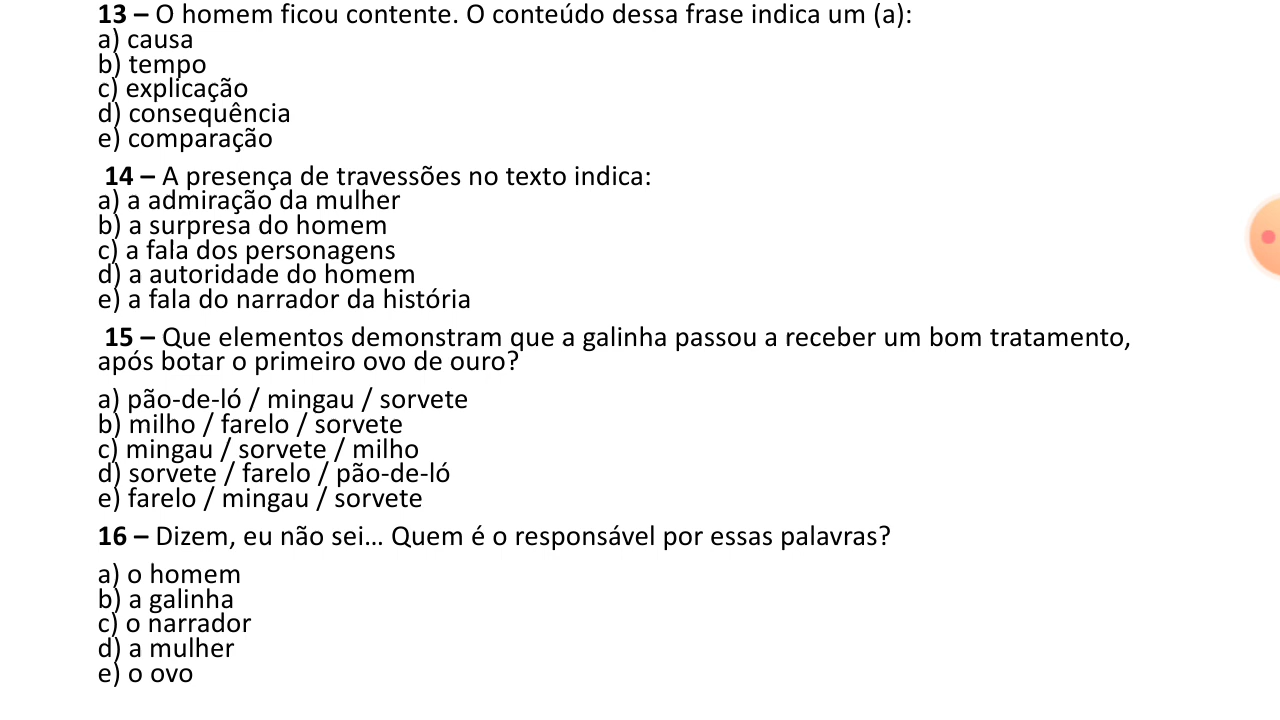 13 – O homem ficou contente. O conteúdo dessa frase indica um (a):
a) causa
b) tempo
c) explicação
d) consequência
e) comparação
14 – A presença de travessões no texto indica:
a) a admiração da mulher
b) a surpresa do homem
c) a fala dos personagens
d) a autoridade do homem
e) a fala do narrador da história
15 – Que elementos demonstram que a galinha passou a receber um bom tratamento,
após botar o primeiro ovo de ouro?
a) pão-de-ló / mingau / sorvete
b) milho / farelo / sorvete
c) mingau / sorvete / milho
d) sorvete / farelo / pão-de-ló
e) farelo / mingau / sorvete
16 – Dizem, eu não sei... Quem é o responsável por essas palavras?
a) o homem
b) a galinha
c) o narrador
d) a mulher
e) o ovo